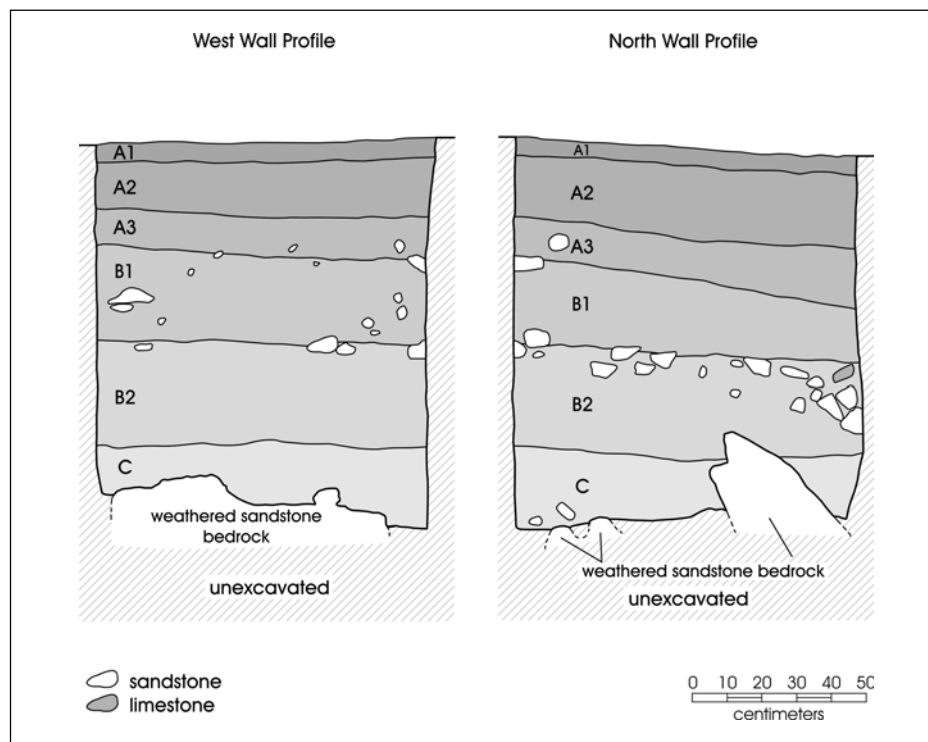 West Wall Profile
North Wall Profile
A1
A2
A3
B1
B2
C
weathered sandstone
bedrock
unexcavated
A1
A2
A3
B1
B2
C
weathered sandstone bedrock
unexcavated
sandstone
limestone
0 10 20 30 40 50
centimeters